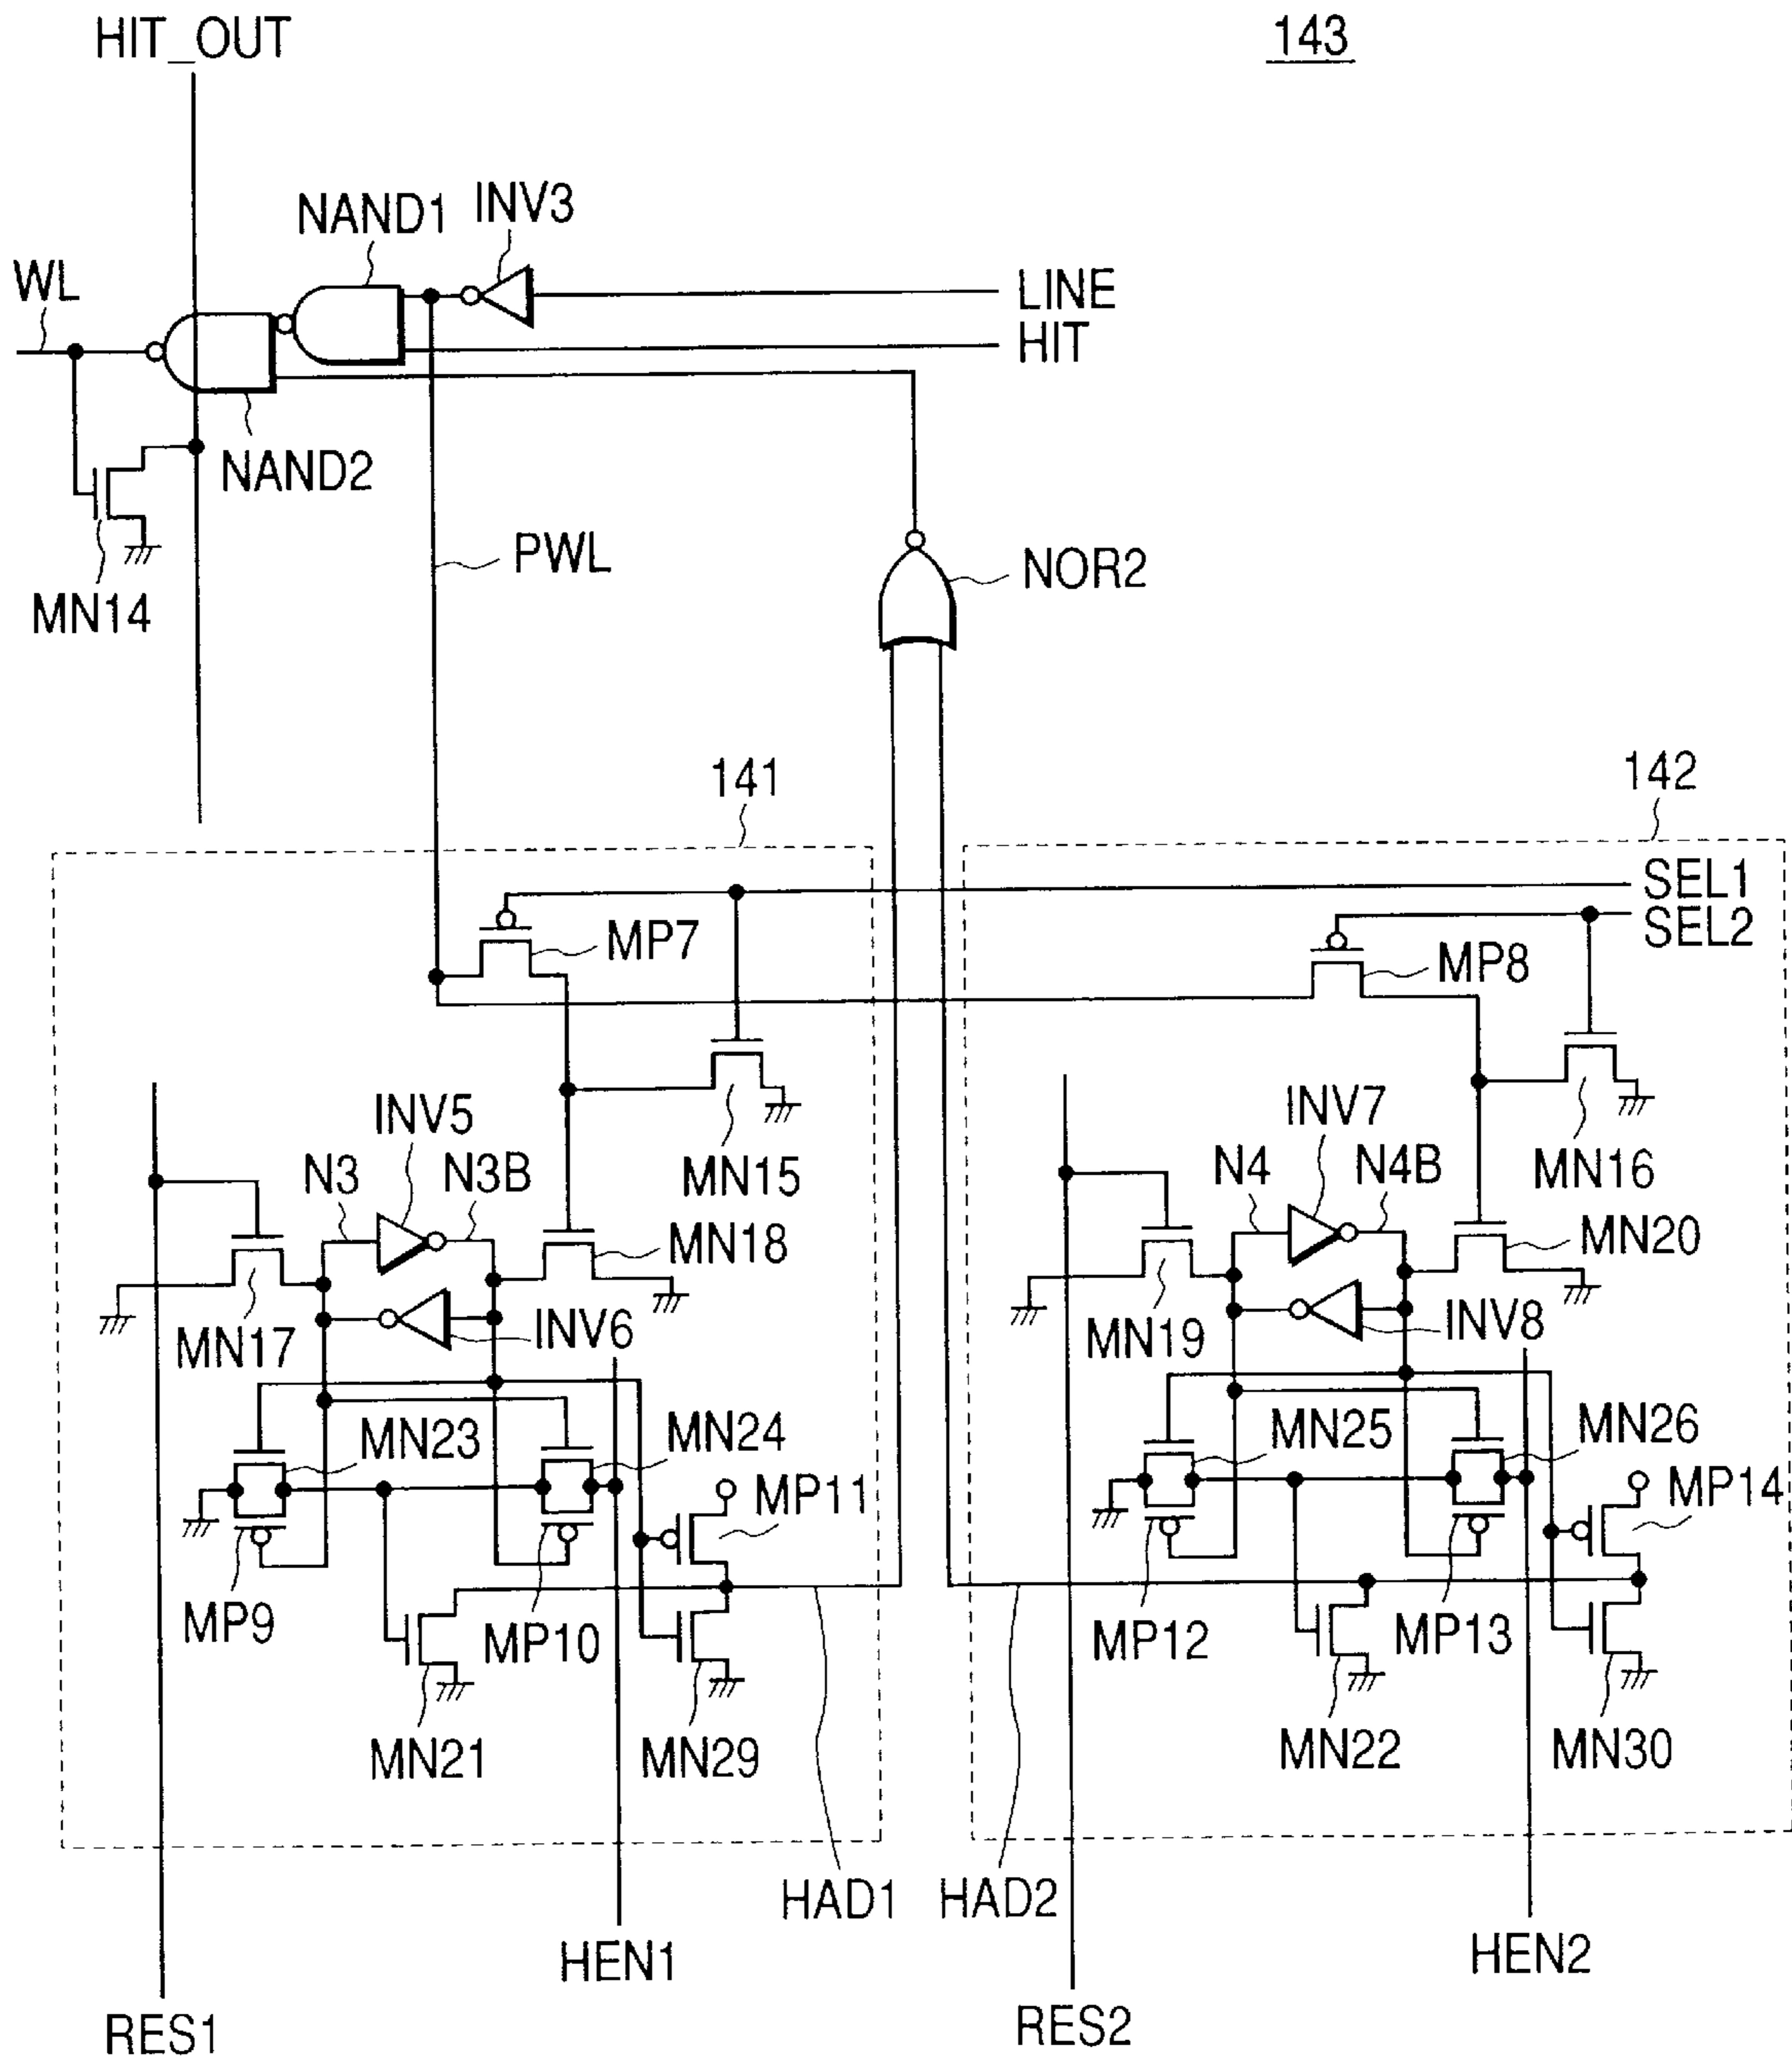 HIT_OUT
143
NAND1
INV3
WL
LINE
HIT
NAND2
PWL
NOR2
MN14
141
142
SEL1
SEL2
MP7
MP8
INV5
INV7
N3
N3B
MN15
N4
N4B
MN16
MN18
MN20
MN17
INV6
MN19
INV8
MN23
MN24
MN25
MN26
MP11
MP14
MP9
MP10
MP12
MP13
MN21
MN29
MN22
MN30
HAD1
HAD2
HEN1
HEN2
RES1
RES2